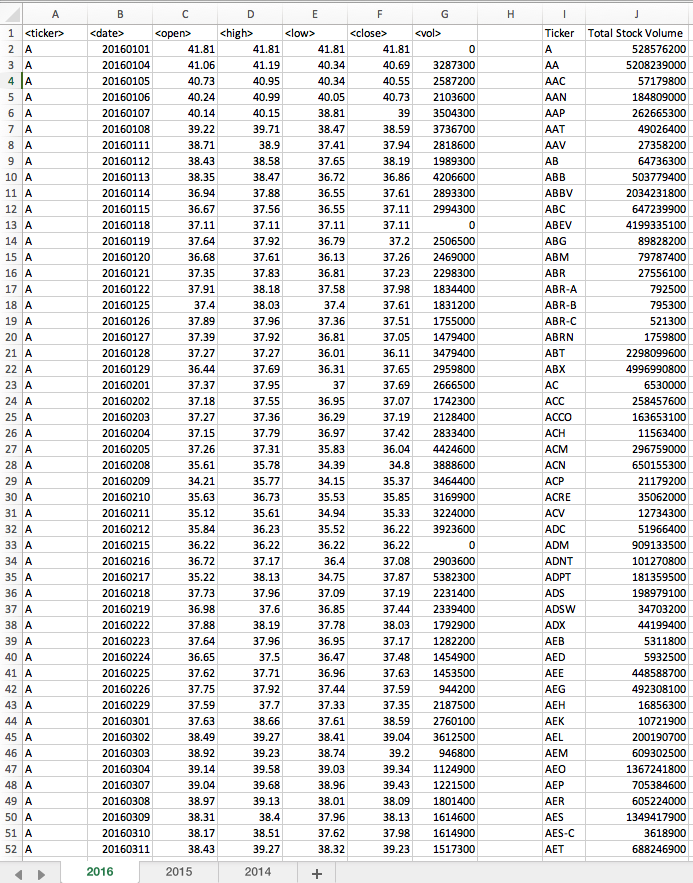 A B C D E F G H I J
1 <ticker> <date> <open> <high> <low> <close> <vol> Ticker Total Stock Volume
2 A 20160101 41.81 41.81 41.81 41.81 0 A 528576200
3 A 20160104 41.06 41.19 40.34 40.69 3287300 AA 5208239000
4 A 20160105 40.73 40.95 40.34 40.55 2587200 AAC 57179800
5 A 20160106 40.24 40.99 40.05 40.73 2103600 AAN 184809000
6 A 20160107 40.14 40.15 38.81 39 3504300 AAP 262665300
7 A 20160108 39.22 39.71 38.47 38.59 3736700 AAT 49026400
8 A 20160111 38.71 38.9 37.41 37.94 2818600 AAV 27358200
9 A 20160112 38.43 38.58 37.65 38.19 1989300 AB 64736300
10 A 20160113 38.35 38.47 36.72 36.86 4206600 ABB 503779400
11 A 20160114 36.94 37.88 36.55 37.61 2893300 ABBV 2034231800
12 A 20160115 36.67 37.56 36.55 37.11 2994300 ABC 647239900
13 A 20160118 37.11 37.11 37.11 37.11 0 ABEV 4199335100
14 A 20160119 37.64 37.92 36.79 37.2 2506500 ABG 89828200
15 A 20160120 36.68 37.61 36.13 37.26 2469000 ABM 79787400
16 A 20160121 37.35 37.83 36.81 37.23 2298300 ABR 27556100
17 A 20160122 37.91 38.18 37.58 37.98 1834400 ABR-A 792500
18 A 20160125 37.4 38.03 37.4 37.61 1831200 ABR-B 795300
19 A 20160126 37.89 37.96 37.36 37.51 1755000 ABR-C 521300
20 A 20160127 37.39 37.92 36.81 37.05 1479400 ABRN 1759800
21 A 20160128 37.27 37.27 36.01 36.11 3479400 ABT 2298099600
22 A 20160129 36.44 37.69 36.31 37.65 2959800 ABX 4996990800
23 A 20160201 37.37 37.95 37 37.69 2666500 AC 6530000
24 A 20160202 37.18 37.55 36.95 37.07 1742300 ACC 258457600
25 A 20160203 37.27 37.36 36.29 37.19 2128400 ACCO 163653100
26 A 20160204 37.15 37.79 36.97 37.42 2833400 ACH 11563400
27 A 20160205 37.26 37.31 35.83 36.04 4424600 ACM 296759000
28 A 20160208 35.61 35.78 34.39 34.8 3888600 ACN 650155300
29 A 20160209 34.21 35.77 34.15 35.37 3464400 ACP 21179200
30 A 20160210 35.63 36.73 35.53 35.85 3169900 ACRE 35062000
31 A 20160211 35.12 35.61 34.94 35.33 3224000 ACV 12734300
32 A 20160212 35.84 36.23 35.52 36.22 3923600 ADC 51966400
33 A 20160215 36.22 36.22 36.22 36.22 0 ADM 909133500
34 A 20160216 36.72 37.17 36.4 37.08 2903600 ADNT 101270800
35 A 20160217 35.22 38.13 34.75 37.87 5382300 ADPT 181359500
36 A 20160218 37.73 37.96 37.09 37.19 2231400 ADS 198979100
37 A 20160219 36.98 37.6 36.85 37.44 2339400 ADSW 34703200
38 A 20160222 37.88 38.19 37.78 38.03 1792900 ADX 44199400
39 A 20160223 37.64 37.96 36.95 37.17 1282200 AEB 5311800
40 A 20160224 36.65 37.5 36.47 37.48 1454900 AED 5932500
41 A 20160225 37.62 37.71 36.96 37.63 1453500 AEE 448588700
42 A 20160226 37.75 37.92 37.44 37.59 944200 AEG 492308100
43 A 20160229 37.59 37.7 37.33 37.35 2187500 AEH 16856300
44 A 20160301 37.63 38.66 37.61 38.59 2760100 AEK 10721900
45 A 20160302 38.49 39.27 38.41 39.04 3612500 AEL 200190700
46 A 20160303 38.92 39.23 38.74 39.2 946800 AEM 609302500
47 A 20160304 39.14 39.58 39.03 39.34 1124900 AEO 1367241800
48 A 20160307 39.04 39.68 38.96 39.43 1221500 AEP 705384600
49 A 20160308 38.97 39.13 38.01 38.09 1801400 AER 605224000
50 A 20160309 38.31 38.4 37.96 38.13 1614600 AES 1349417900
51 A 20160310 38.17 38.51 37.62 37.98 1614900 AES-C 3618900
52 A 20160311 38.43 39.27 38.32 39.23 1517300 AET 688246900
2016 2015 2014 +